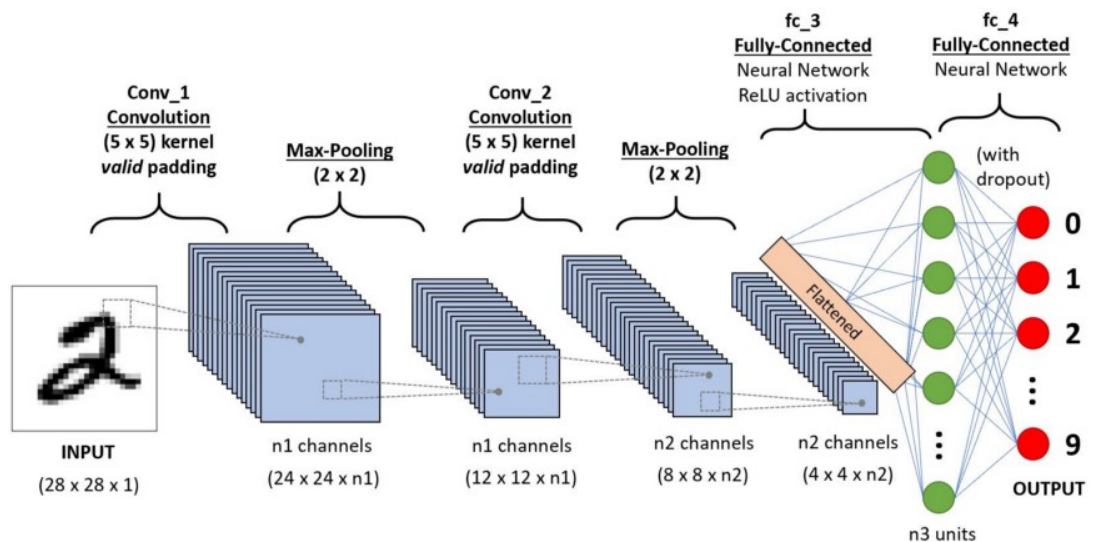 fc_3
Fully-Connected
Neural Network
ReLU activation
fc_4
Fully-Connected
Neural Network
Conv_1
Convolution
(5 x 5) kernel
valid padding
Max-Pooling
(2 x 2)
Conv_2
Convolution
(5 x 5) kernel
valid padding
Max-Pooling
(2 x 2)
(with
dropout)
Flattened
0
1
2
9
INPUT
(28 x 28 x 1)
n1 channels
(24 x 24 x n1)
n1 channels
(12 x 12 x n1)
n2 channels
(8 x 8 x n2)
n2 channels
(4 x 4 x n2)
OUTPUT
n3 units